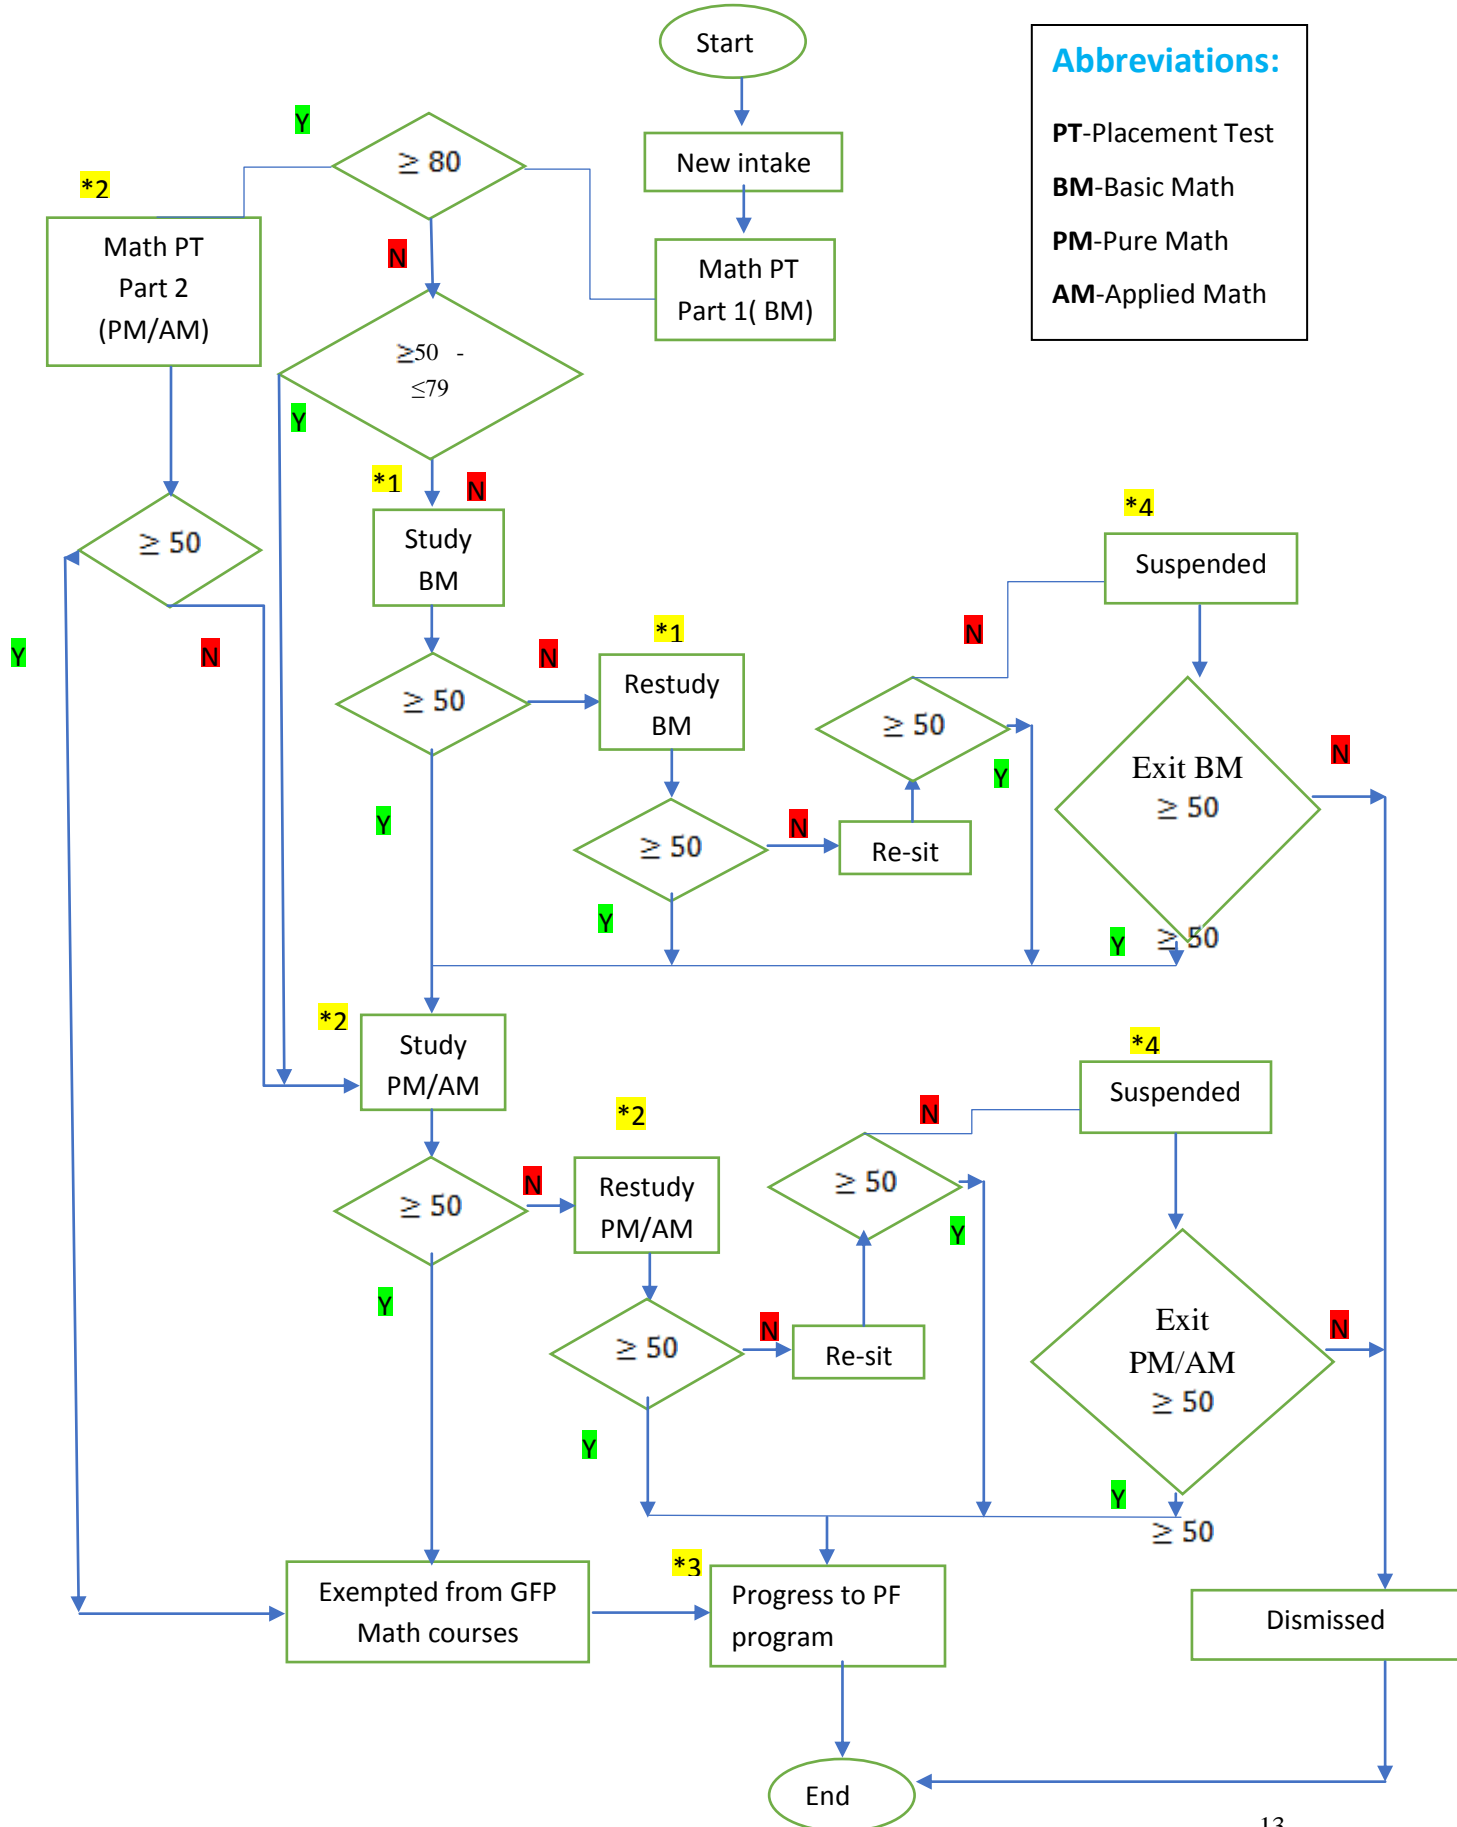 Start
Abbreviations:
PT-Placement Test
BM-Basic Math
PM-Pure Math
AM-Applied Math
New intake
Y
≥ 80
*2
Math PT
Part 2
(PM/AM)
N
Math PT
Part 1( BM)
≥50 -
≤79
Y
*1
N
Study
BM
≥ 50
*4
Suspended
Y
N
N
*1
Restudy
BM
N
≥ 50
≥ 50
Y
Exit BM
≥ 50
N
Y
≥ 50
N
Re-sit
Y
Y
≥ 50
*2
Study
PM/AM
*4
Suspended
*2
N
≥ 50
N
Restudy
PM/AM
≥ 50
Y
Y
≥ 50
N
Re-sit
Exit
PM/AM
≥ 50
N
Y
Y
≥ 50
*3
Exempted from GFP
Math courses
Progress to PF
program
Dismissed
End
13